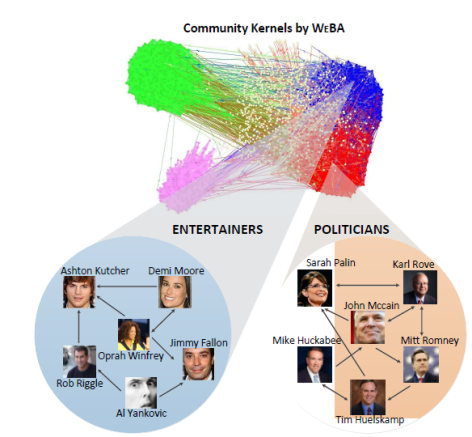 Community Kernels by WEBA
ENTERTAINERS
POLITICIANS
Ashton Kutcher
Demi Moore
Oprah Winfrey
Jimmy Fallon
Rob Riggle
Al Yankovic
Sarah Palin
Karl Rove
John Mccain
Mike Huckabee
Mitt Romney
Tim Huelskamp